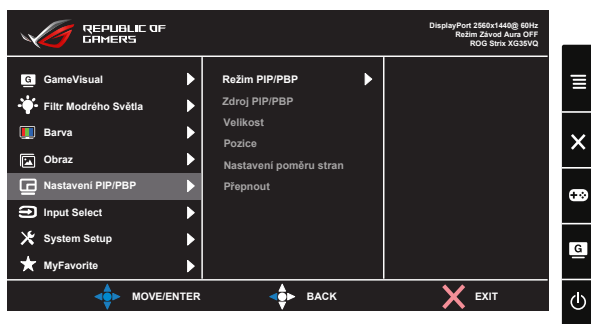 REPUBLIC OF
GAMERS
DisplayPort 2560x1440@ 60Hz
Režim Závod Aura OFF
ROG Strix XG35VQ
G GameVisual
Filtr Modrého Světla
Barva
Obraz
Nastavení PIP/PBP
Input Select
System Setup
MyFavorite
Režim PIP/PBP
Zdroj PIP/PBP
Velikost
Pozice
Nastavení poměru stran
Přepnout
G
MOVE/ENTER
BACK
EXIT